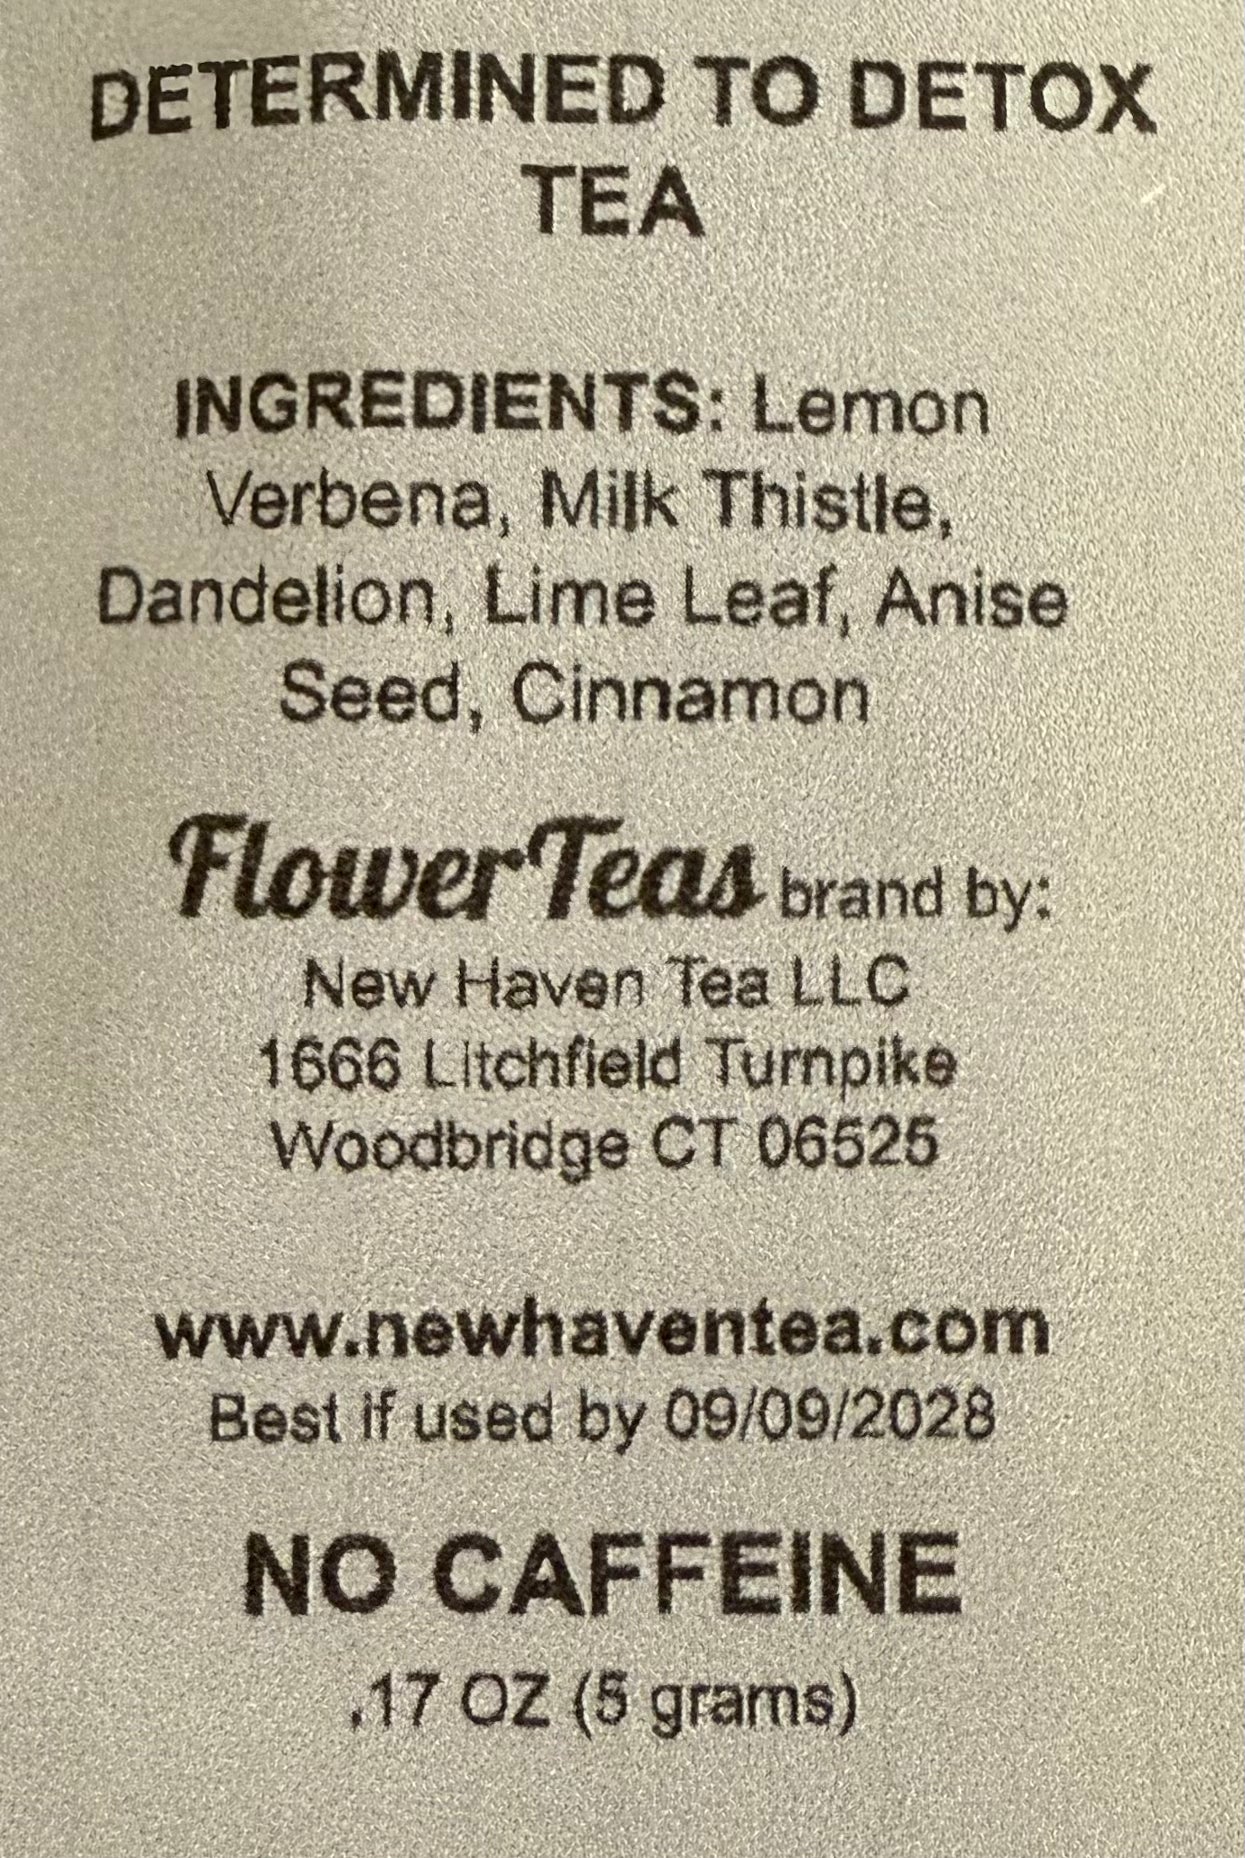 DETERMINED TO DETOX
TEA
INGREDIENTS: Lemon
Verbena, Milk Thistle,
Dandelion, Lime Leaf, Anise
Seed, Cinnamon
FlowerTeas brand by:
New Haven Tea LLC
1666 Litchfield Turnpike
Woodbridge CT 06525
www.newhaventea.com
Best if used by 09/09/2028
NO CAFFEINE
.17 OZ (5 grams)